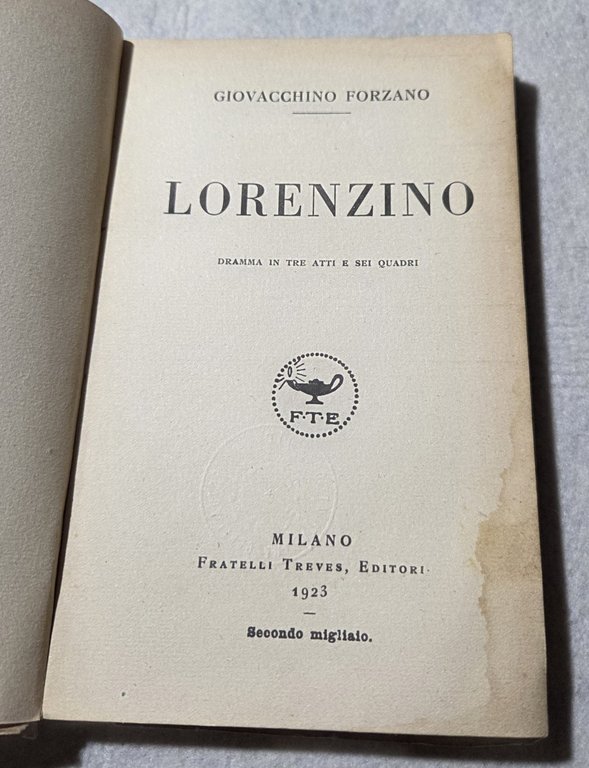 GIOVACCHINO FORZANO
LORENZINO
DRAMMA IN TRE ATTI E SEI QUADRI
F·T·E
MILANO
FRATELLI TREVES, EDITORI
1923
Secondo migliaio.